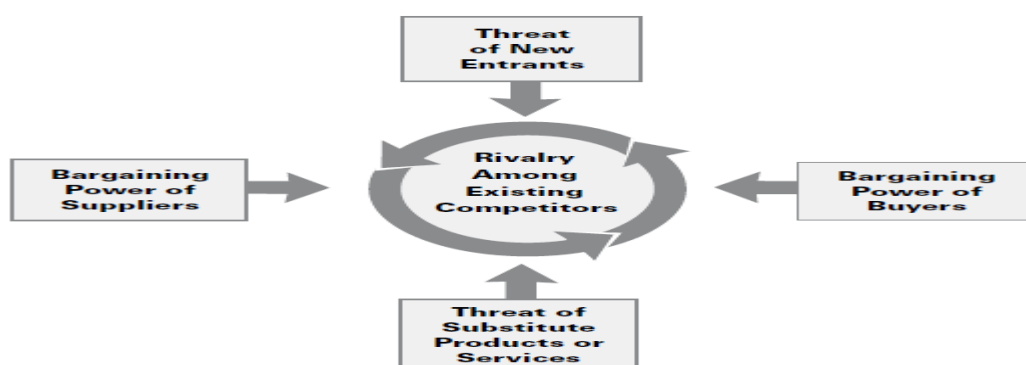 Threat
of New
Entrants
Bargaining
Power of
Suppliers
Rivalry
Among
Existing
Competitors
Bargaining
Power of
Buyers
Threat of
Substitute
Products or
Services